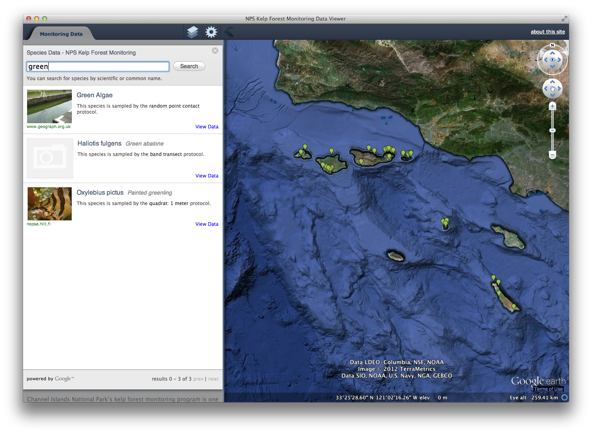 NPS Kelp Forest Monitoring Data Viewer
Monitoring Data
about this site
Species Data - NPS Kelp Forest Monitoring
green
Search
You can search for species by scientific or common name.
Green Algae
This species is sampled by the random point contact
protocol.
www.geograph.org.uk
View Data
Haliotis fulgens Green abalone
This species is sampled by the band transect protocol.
View Data
Oxylebius pictus Painted greenling
This species is sampled by the quadrat: 1 meter protocol.
View Data
N
Data LDEO-Columbia, NSF, NOAA
Image © 2012 TerraMetrics
Data SIO, NOAA, U.S. Navy, NGA, GEBCO
powered by Google™
results 0 - 3 of 3 prev | next
Google earth
Terms of Use
Channel Islands National Park's kelp forest monitoring program is one
33°25'28.60" N 121°02'16.26" W elev 0 m
Eye alt 259.41 km